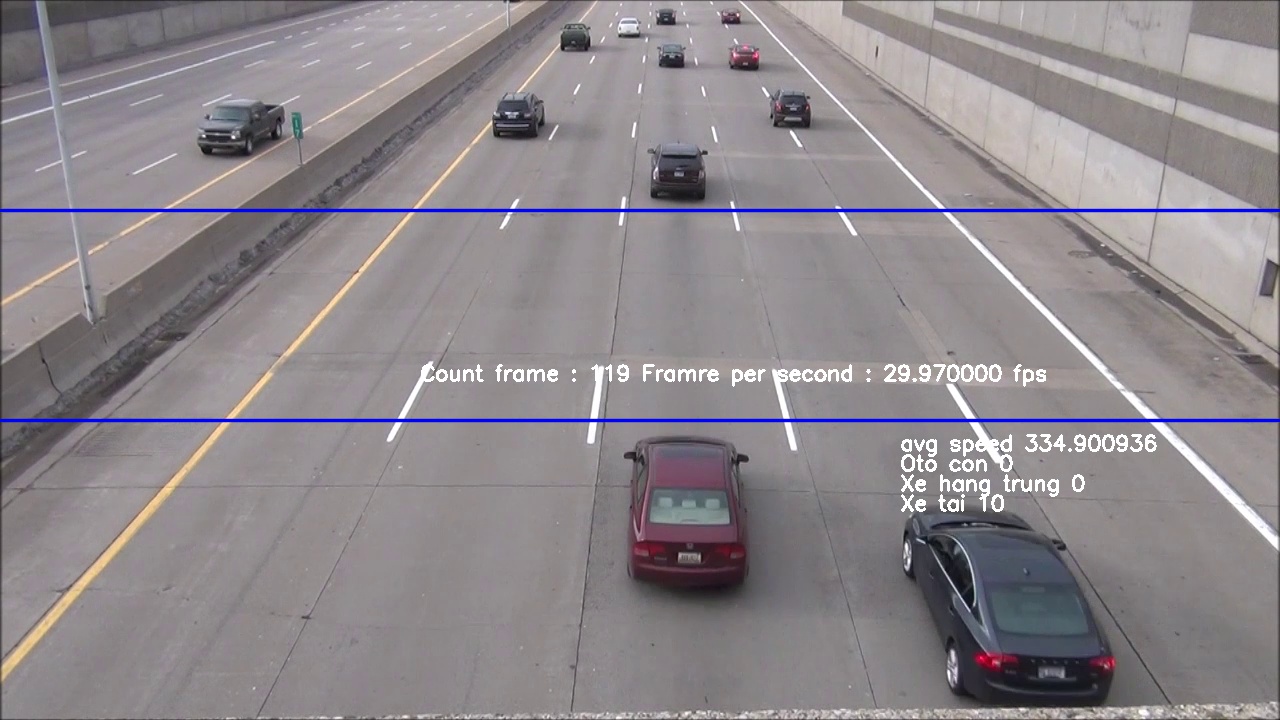 Count frame : 119 Framre per second : 29.970000 fps
avg speed 334.900936
Oto con 0
Xe hang trung 0
Xe tai 10